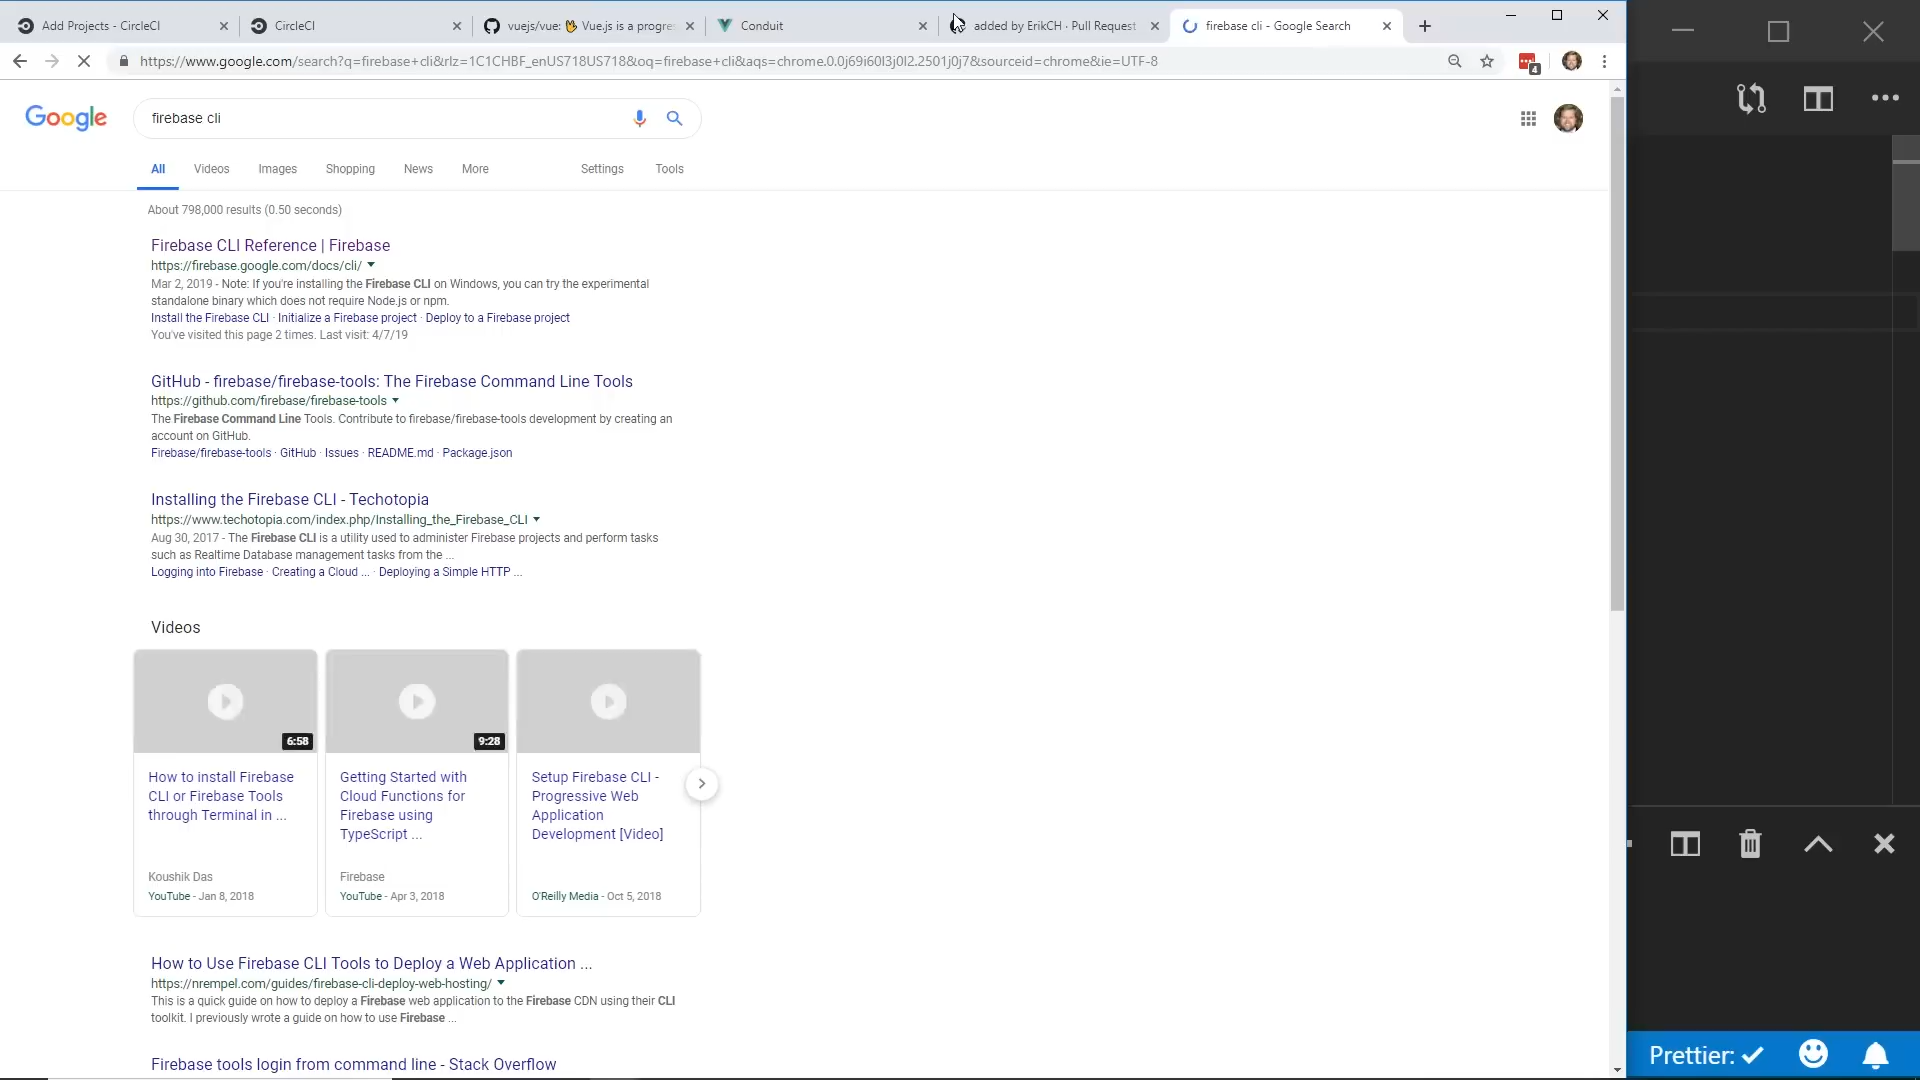 Add Projects - CircleCI
CircleCI
vuejs/vue: 🖖 Vue.js is a progre
Conduit
added by ErikCH · Pull Request
firebase cli - Google Search
https://www.google.com/search?q=firebase+cli&rlz=1C1CHBF_enUS718US718&oq=firebase+cli&aqs=chrome.0.0j69i60l3j0l2.2501j0j7&sourceid=chrome&ie=UTF-8
4
Google
firebase cli
All
Videos
Images
Shopping
News
More
Settings
Tools
About 798,000 results (0.50 seconds)
Firebase CLI Reference | Firebase
https://firebase.google.com/docs/cli/
Mar 2, 2019 - Note: If you're installing the Firebase CLI on Windows, you can try the experimental
standalone binary which does not require Node.js or npm.
Install the Firebase CLI · Initialize a Firebase project · Deploy to a Firebase project
You've visited this page 2 times. Last visit: 4/7/19
GitHub - firebase/firebase-tools: The Firebase Command Line Tools
https://github.com/firebase/firebase-tools
The Firebase Command Line Tools. Contribute to firebase/firebase-tools development by creating an
account on GitHub.
Firebase/firebase-tools · GitHub · Issues · README.md · Package.json
Installing the Firebase CLI - Techotopia
https://www.techotopia.com/index.php/Installing_the_Firebase_CLI
Aug 30, 2017 - The Firebase CLI is a utility used to administer Firebase projects and perform tasks
such as Realtime Database management tasks from the ...
Logging into Firebase · Creating a Cloud ... · Deploying a Simple HTTP ...
Videos
6:58
9:28
How to install Firebase
CLI or Firebase Tools
through Terminal in ...
Koushik Das
YouTube - Jan 8, 2018
Getting Started with
Cloud Functions for
Firebase using
TypeScript ...
Firebase
YouTube - Apr 3, 2018
Setup Firebase CLI -
Progressive Web
Application
Development [Video]
O'Reilly Media - Oct 5, 2018
How to Use Firebase CLI Tools to Deploy a Web Application ...
https://nrempel.com/guides/firebase-cli-deploy-web-hosting/
This is a quick guide on how to deploy a Firebase web application to the Firebase CDN using their CLI
toolkit. I previously wrote a guide on how to use Firebase ...
Firebase tools login from command line - Stack Overflow
Prettier: ✓